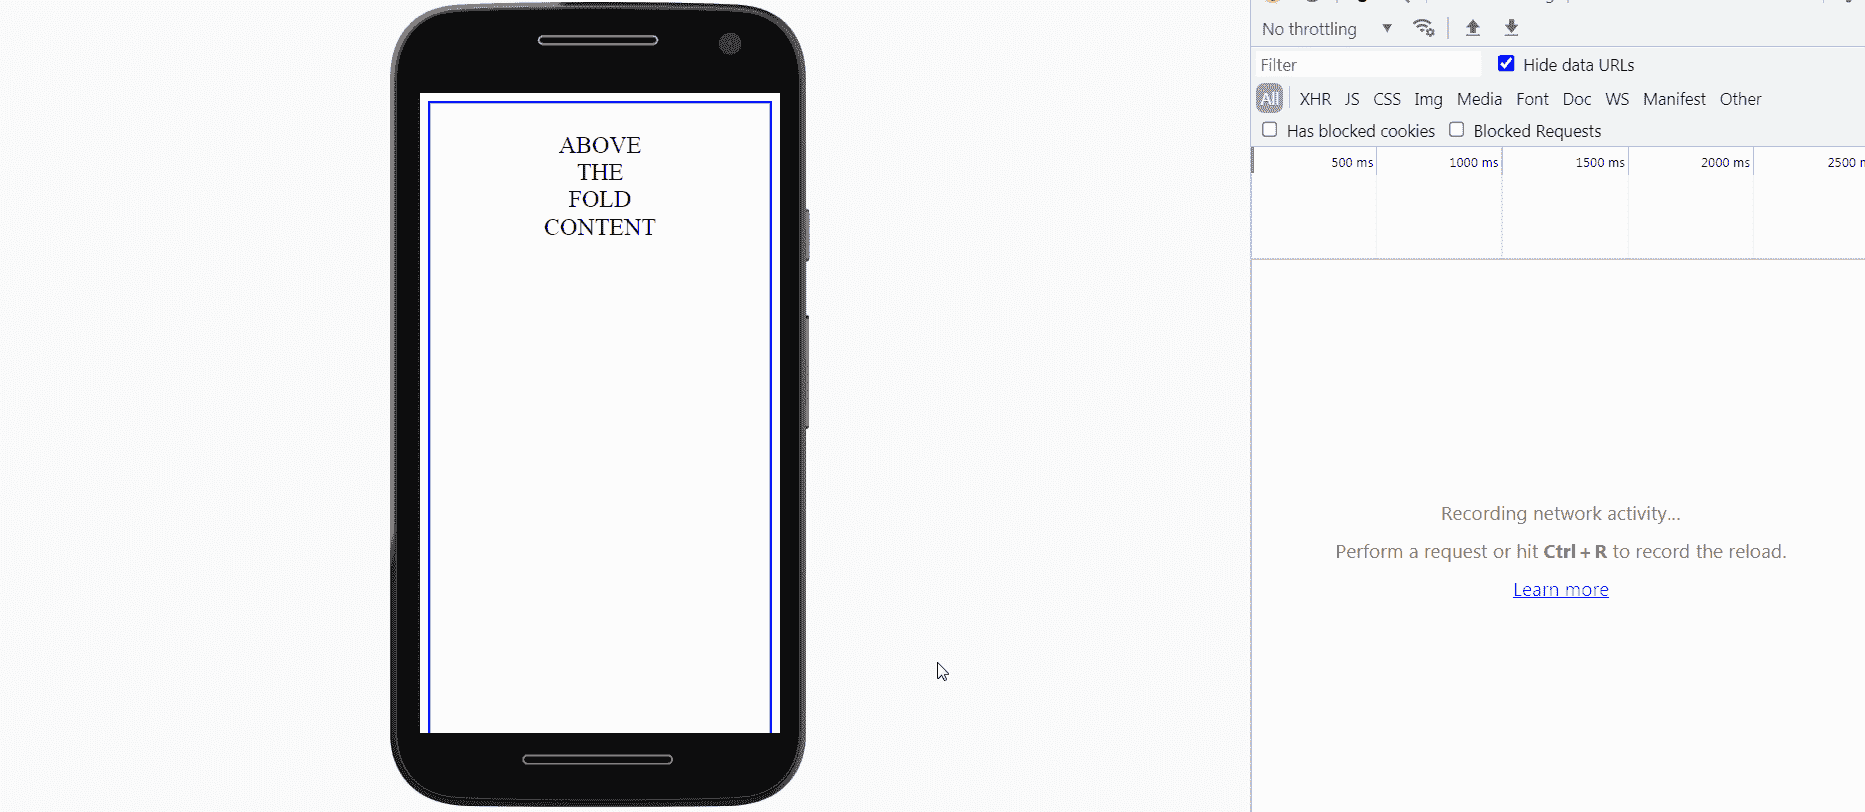 ABOVE
THE
FOLD
CONTENT
No throttling
Filter
Hide data URLs
All XHR JS CSS Img Media Font Doc WS Manifest Other
Has blocked cookies Blocked Requests
500 ms 1000 ms 1500 ms 2000 ms 2500 m
Recording network activity...
Perform a request or hit Ctrl + R to record the reload.
Learn more